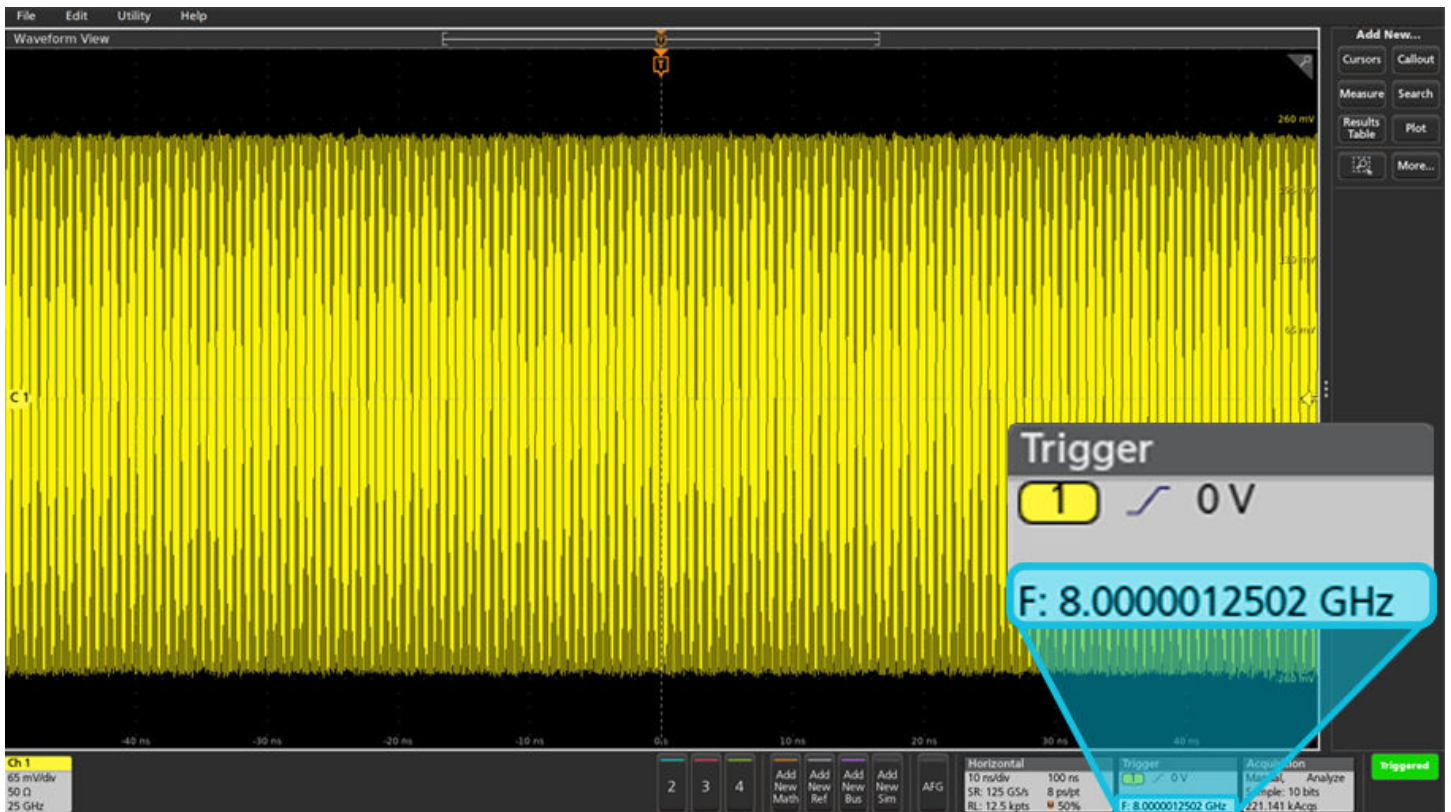 File Edit Utility Help
Waveform View
Add New...
Cursors Callout
Measure Search
Results Table Plot
More...
U
T
260 mV
65 mV
C 1
-260 mV
Trigger
1 0 V
F: 8.0000012502 GHz
-40 ns -30 ns -20 ns -10 ns 0 s 10 ns 20 ns 30 ns 40 ns
Ch 1
65 mV/div
50 Ω
25 GHz
2 3 4
Add New Math
Add New Ref
Add New Bus
Add New Sim
AFG
Horizontal
10 ns/div 100 ns
SR: 125 GS/s 8 ps/pt
RL: 12.5 kpts 50%
Trigger
1 0 V
F: 8.0000012502 GHz
Analyze
10 bits
221.141 kAcqs
Triggered